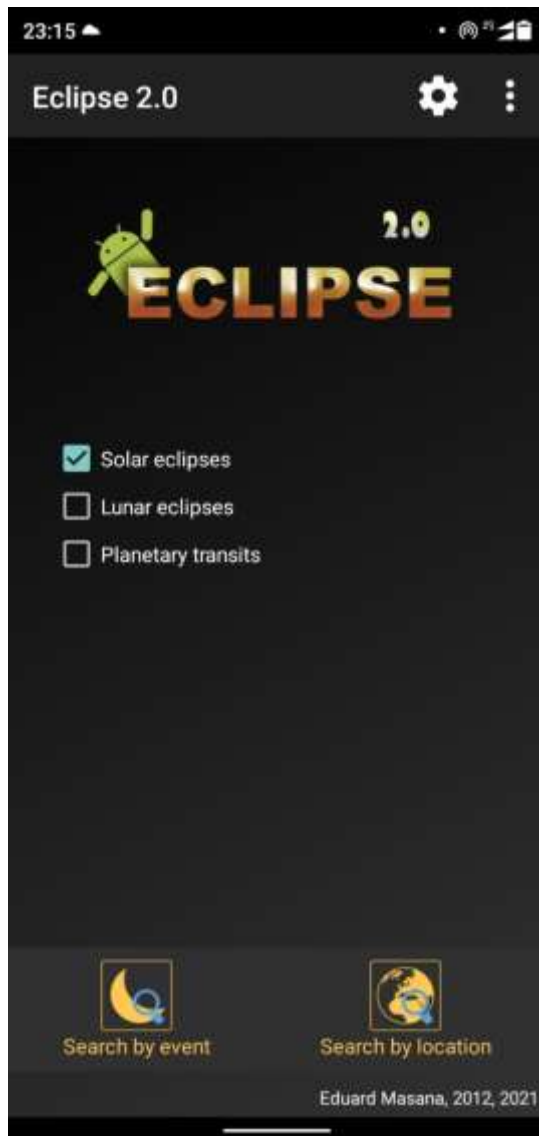 23:15
Eclipse 2.0
2.0
ECLIPSE
Solar eclipses
Lunar eclipses
Planetary transits
Search by event
Search by location
Eduard Masana, 2012, 2021